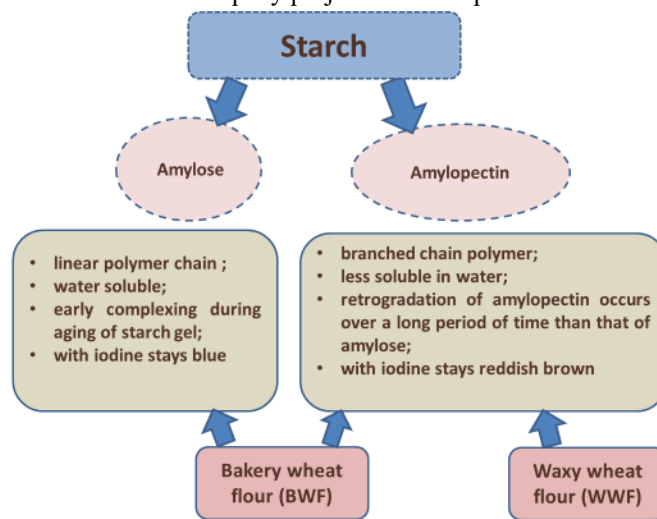 Starch
Amylose
Amylopectin
• linear polymer chain ;
• water soluble;
• early complexing during
aging of starch gel;
• with iodine stays blue
• branched chain polymer;
• less soluble in water;
• retrogradation of amylopectin occurs
over a long period of time than that of
amylose;
• with iodine stays reddish brown
Bakery wheat
flour (BWF)
Waxy wheat
flour (WWF)